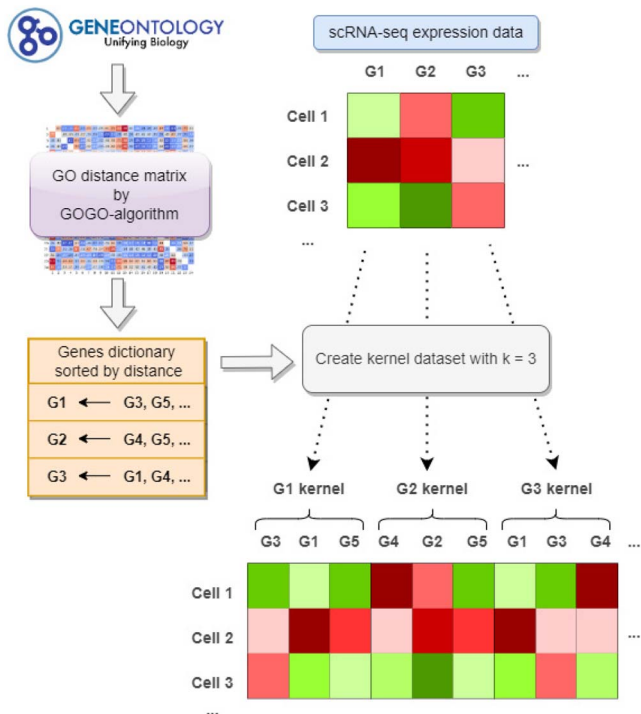 GENEONTOLOGY
Unifying Biology
scRNA-seq expression data
G1 G2 G3 ...
Cell 1
Cell 2 ...
Cell 3
...
GO distance matrix
by
GOGO-algorithm
Genes dictionary
sorted by distance
G1 G3, G5, ...
G2 G4, G5, ...
G3 G1, G4, ...
Create kernel dataset with k = 3
G1 kernel G2 kernel G3 kernel
G3 G1 G5 G4 G2 G5 G1 G3 G4 ...
Cell 1
Cell 2 ...
Cell 3
...